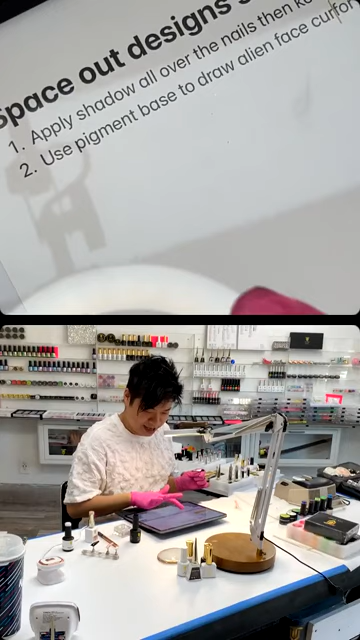 Space out designs
1. Apply shadow all over the nails then
2. Use pigment base to draw alien face